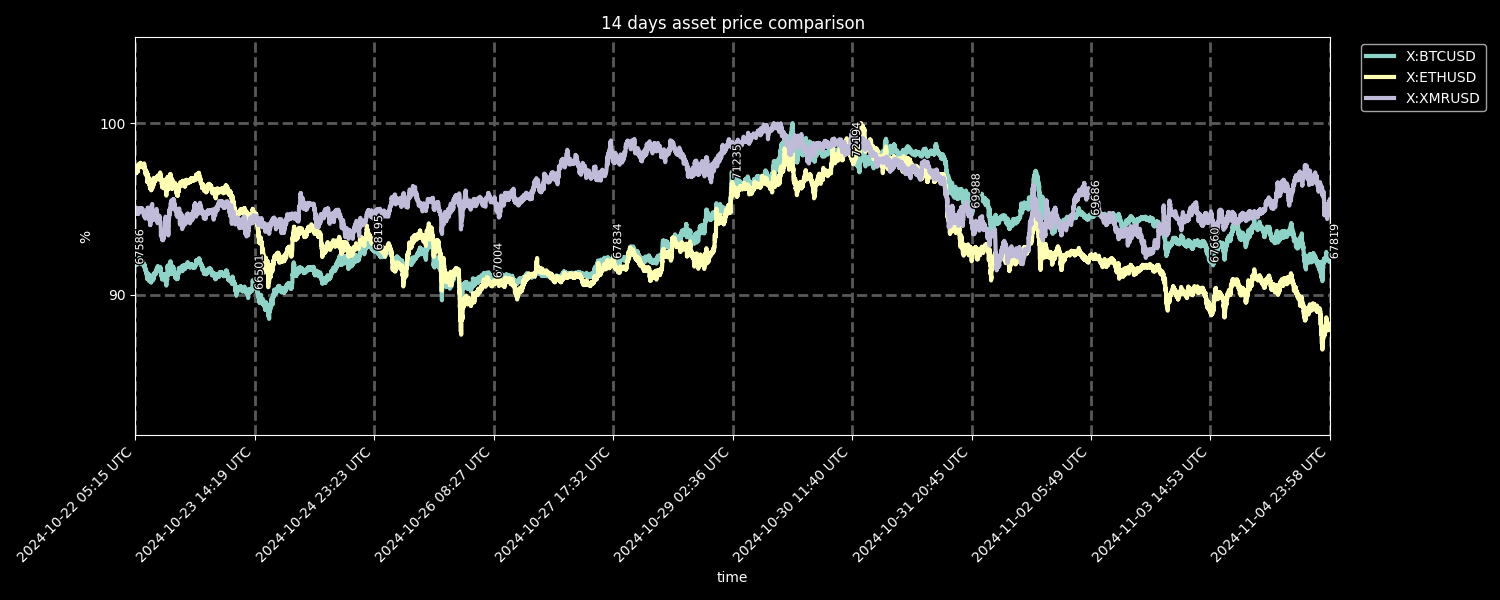 14 days asset price comparison
X:BTCUSD
X:ETHUSD
X:XMRUSD
100
90
%
67586
66501
68195
67004
67834
71235
72194
69988
69686
67660
67819
2024-10-22 05:15 UTC
2024-10-23 14:19 UTC
2024-10-24 23:23 UTC
2024-10-26 08:27 UTC
2024-10-27 17:32 UTC
2024-10-29 02:36 UTC
2024-10-30 11:40 UTC
2024-10-31 20:45 UTC
2024-11-02 05:49 UTC
2024-11-03 14:53 UTC
2024-11-04 23:58 UTC
time